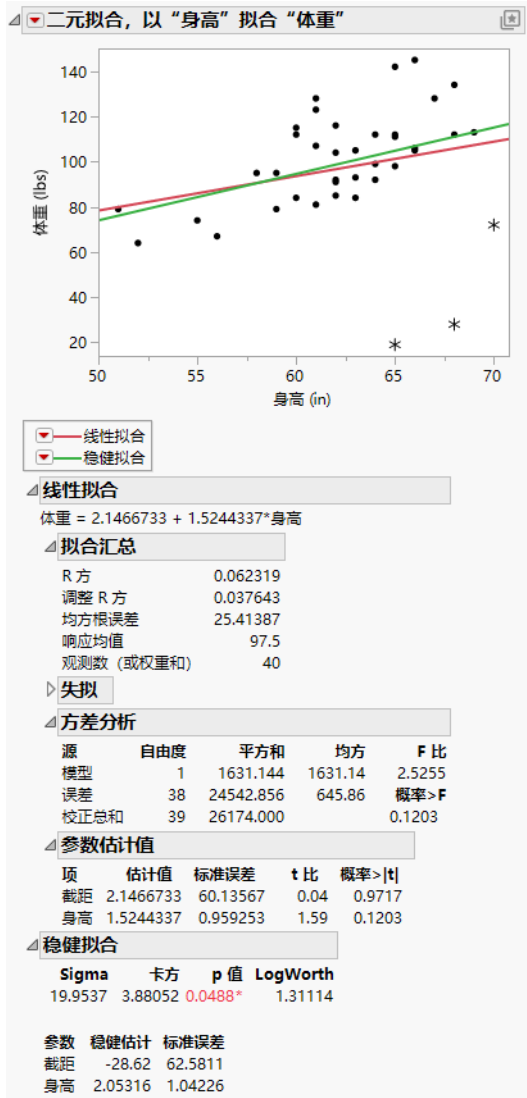 二元拟合，以“身高”拟合“体重”
140
120
100
80
60
40
20
体重 (lbs)
50 55 60 65 70
身高 (in)
线性拟合
稳健拟合
线性拟合
体重 = 2.1466733 + 1.5244337*身高
拟合汇总
R 方 0.062319
调整 R 方 0.037643
均方根误差 25.41387
响应均值 97.5
观测数（或权重和） 40
失拟
方差分析
源 自由度 平方和 均方 F 比
模型 1 1631.144 1631.14 2.5255
误差 38 24542.856 645.86 概率>F
校正总和 39 26174.000 0.1203
参数估计值
项 估计值 标准误差 t 比 概率>|t|
截距 2.1466733 60.13567 0.04 0.9717
身高 1.5244337 0.959253 1.59 0.1203
稳健拟合
Sigma 卡方 p 值 LogWorth
19.9537 3.88052 0.0488* 1.31114
参数 稳健估计 标准误差
截距 -28.62 62.5811
身高 2.05316 1.04226